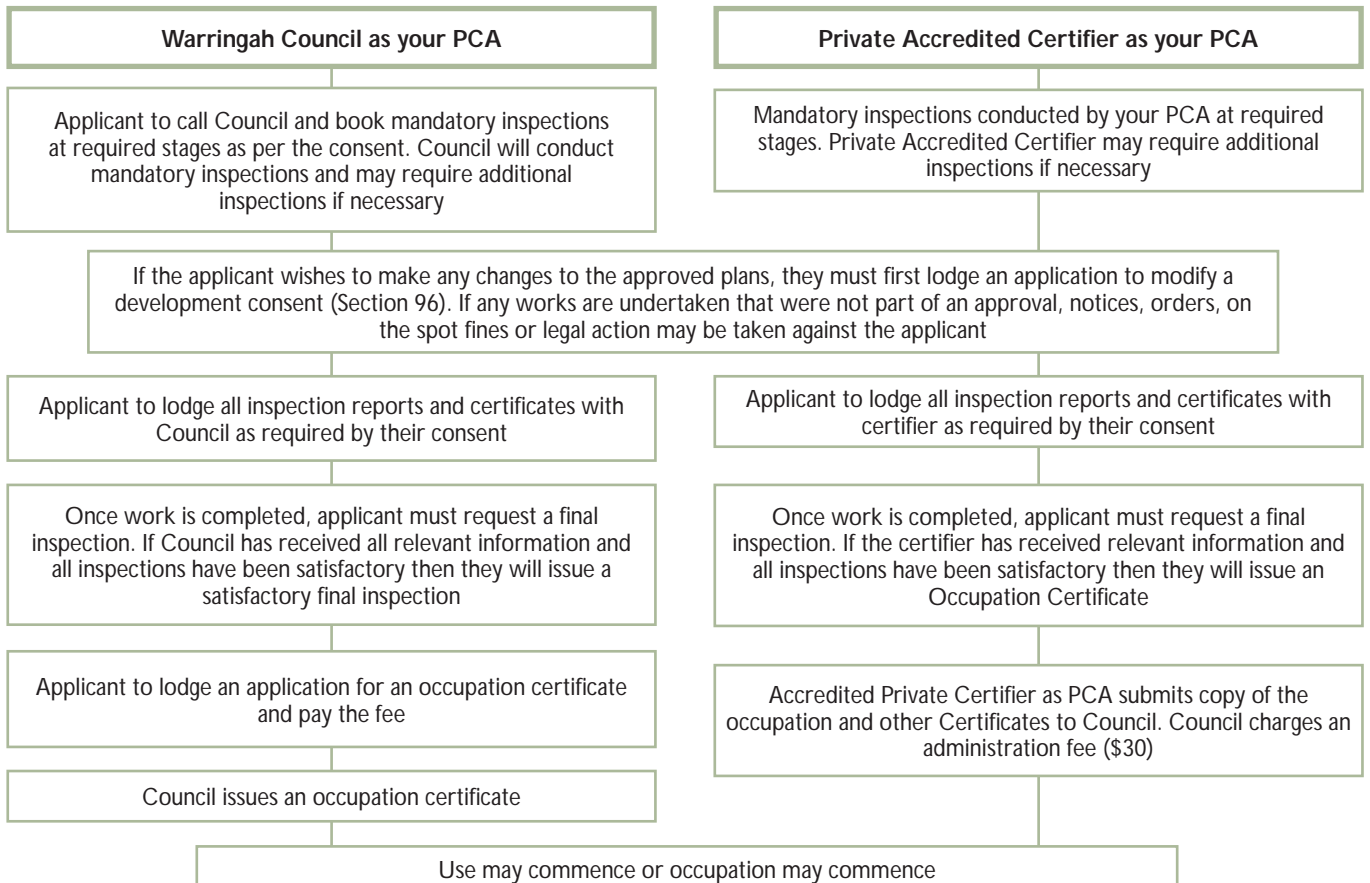 Warringah Council as your PCA
Private Accredited Certifier as your PCA
Applicant to call Council and book mandatory inspections
at required stages as per the consent. Council will conduct
mandatory inspections and may require additional
inspections if necessary
Mandatory inspections conducted by your PCA at required
stages. Private Accredited Certifier may require additional
inspections if necessary
If the applicant wishes to make any changes to the approved plans, they must first lodge an application to modify a
development consent (Section 96). If any works are undertaken that were not part of an approval, notices, orders, on
the spot fines or legal action may be taken against the applicant
Applicant to lodge all inspection reports and certificates with
Council as required by their consent
Applicant to lodge all inspection reports and certificates with
certifier as required by their consent
Once work is completed, applicant must request a final
inspection. If Council has received all relevant information and
all inspections have been satisfactory then they will issue a
satisfactory final inspection
Once work is completed, applicant must request a final
inspection. If the certifier has received relevant information and
all inspections have been satisfactory then they will issue an
Occupation Certificate
Applicant to lodge an application for an occupation certificate
and pay the fee
Accredited Private Certifier as PCA submits copy of the
occupation and other Certificates to Council. Council charges an
administration fee ($30)
Council issues an occupation certificate
Use may commence or occupation may commence